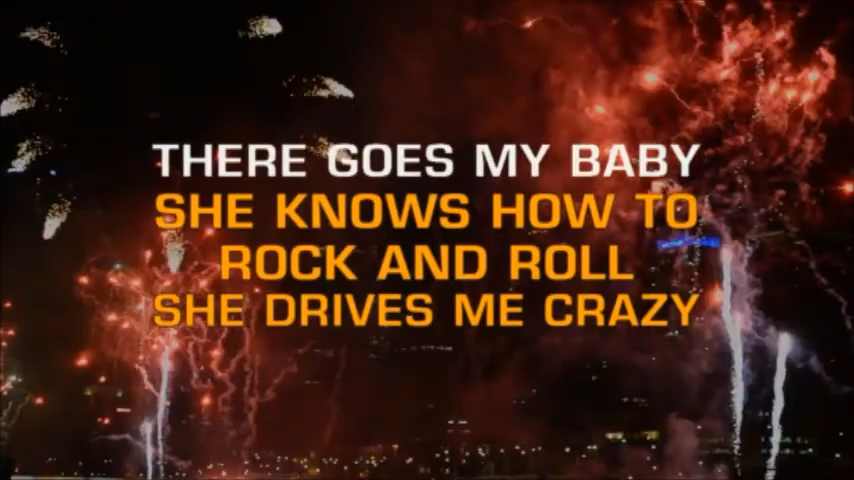 THERE GOES MY BABY
SHE KNOWS HOW TO
ROCK AND ROLL
SHE DRIVES ME CRAZY